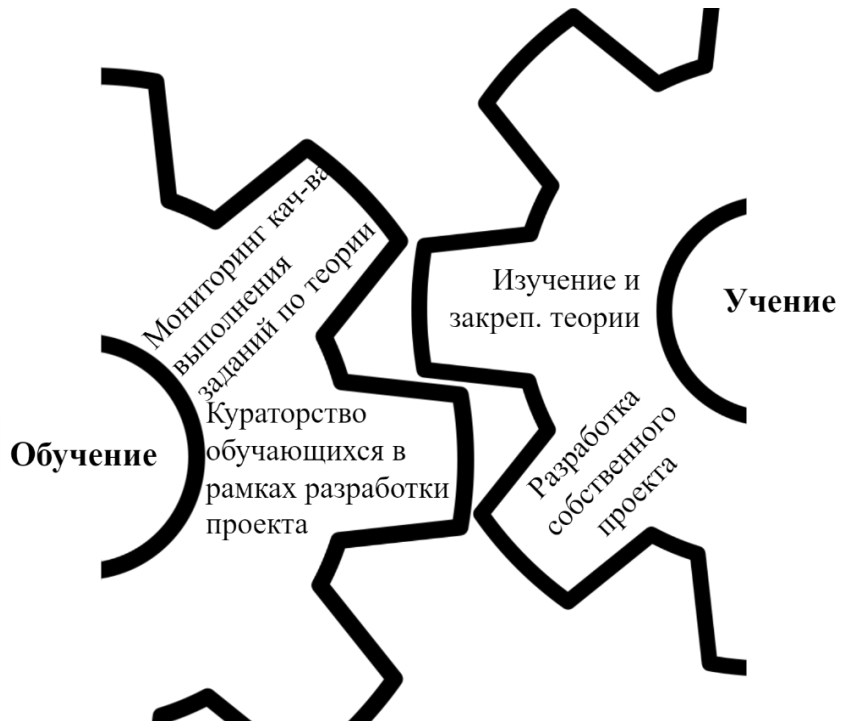 Мониторинг кач-ва
выполнения
заданий по теории
Обучение
Кураторство
обучающихся в
рамках разработки
проекта
Изучение и
закреп. теории
Учение
Разработка
собственного
проекта